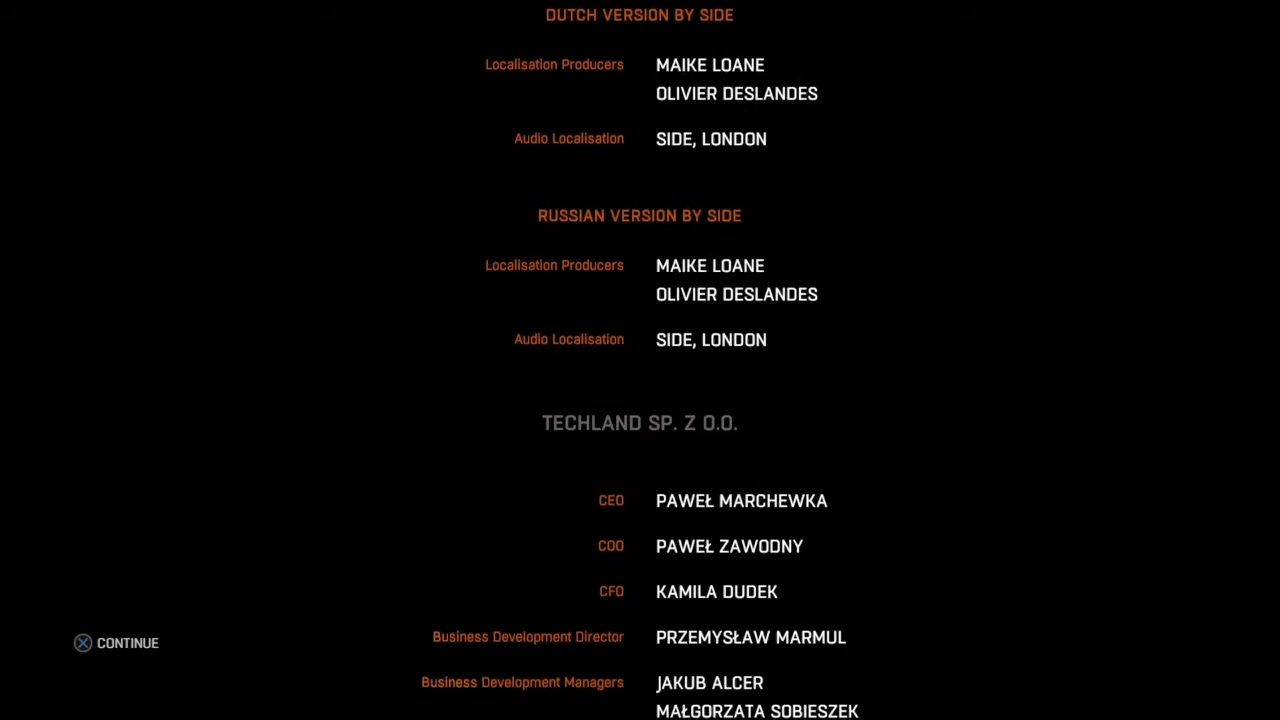 DUTCH VERSION BY SIDE
Localisation Producers MAIKE LOANE
OLIVIER DESLANDES
Audio Localisation SIDE, LONDON
RUSSIAN VERSION BY SIDE
Localisation Producers MAIKE LOANE
OLIVIER DESLANDES
Audio Localisation SIDE, LONDON
TECHLAND SP. Z O.O.
CEO PAWEŁ MARCHEWKA
COO PAWEŁ ZAWODNY
CFO KAMILA DUDEK
Business Development Director PRZEMYSŁAW MARMUL
CONTINUE
Business Development Managers JAKUB ALCER
MAŁGORZATA SOBIESZEK